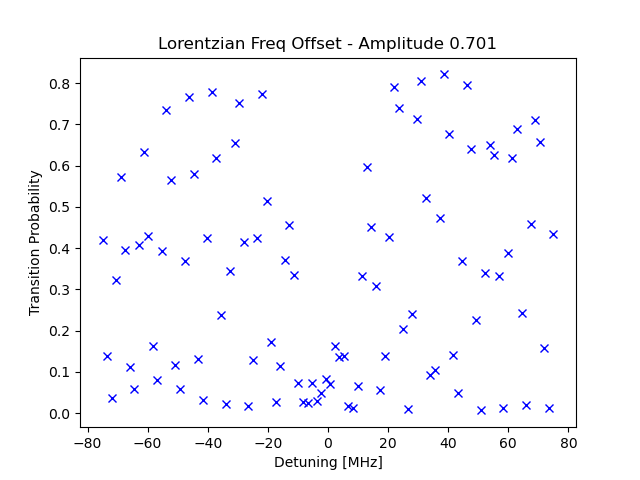 Lorentzian Freq Offset - Amplitude 0.701
Transition Probability
0.8
0.7
0.6
0.5
0.4
0.3
0.2
0.1
0.0
−80 −60 −40 −20 0 20 40 60 80
Detuning [MHz]